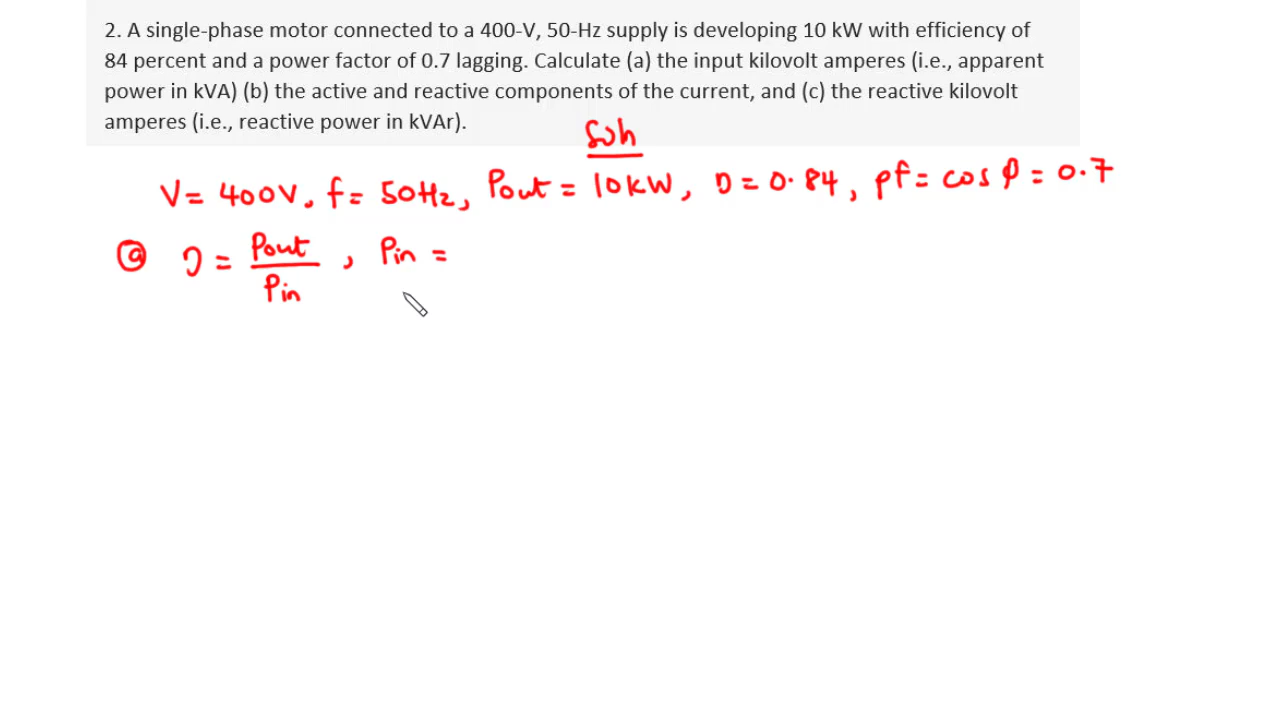 2. A single-phase motor connected to a 400-V, 50-Hz supply is developing 10 kW with efficiency of
84 percent and a power factor of 0.7 lagging. Calculate (a) the input kilovolt amperes (i.e., apparent
power in kVA) (b) the active and reactive components of the current, and (c) the reactive kilovolt
amperes (i.e., reactive power in kVAr).
Soln
V = 400V, f = 50Hz, Pout = 10kW, η = 0.84, pf = cos φ = 0.7
ⓐ η = Pout / Pin , Pin =